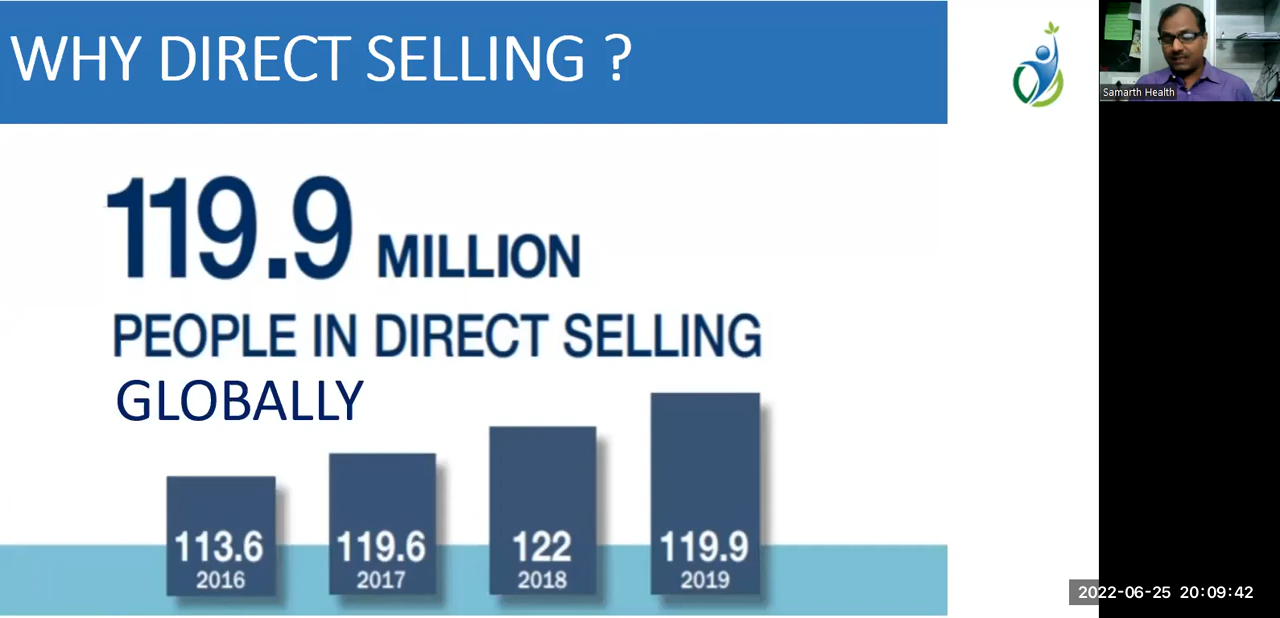 WHY DIRECT SELLING ?
Samarth Health
119.9 MILLION
PEOPLE IN DIRECT SELLING
GLOBALLY
113.6 119.6 122 119.9
2016 2017 2018 2019
2022-06-25 20:09:42